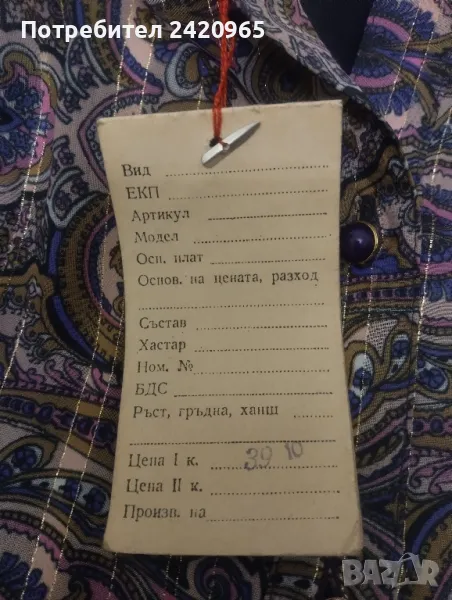 Потребител 2420965
Вид
ЕКП
Артикул
Модел
Осн. плат
Основ. на цената, разход
Състав
Хастар
Ном. №
БДС
Ръст, гръдна, ханш
Цена I к. 39 10
Цена II к.
Произв. на
BAZAR